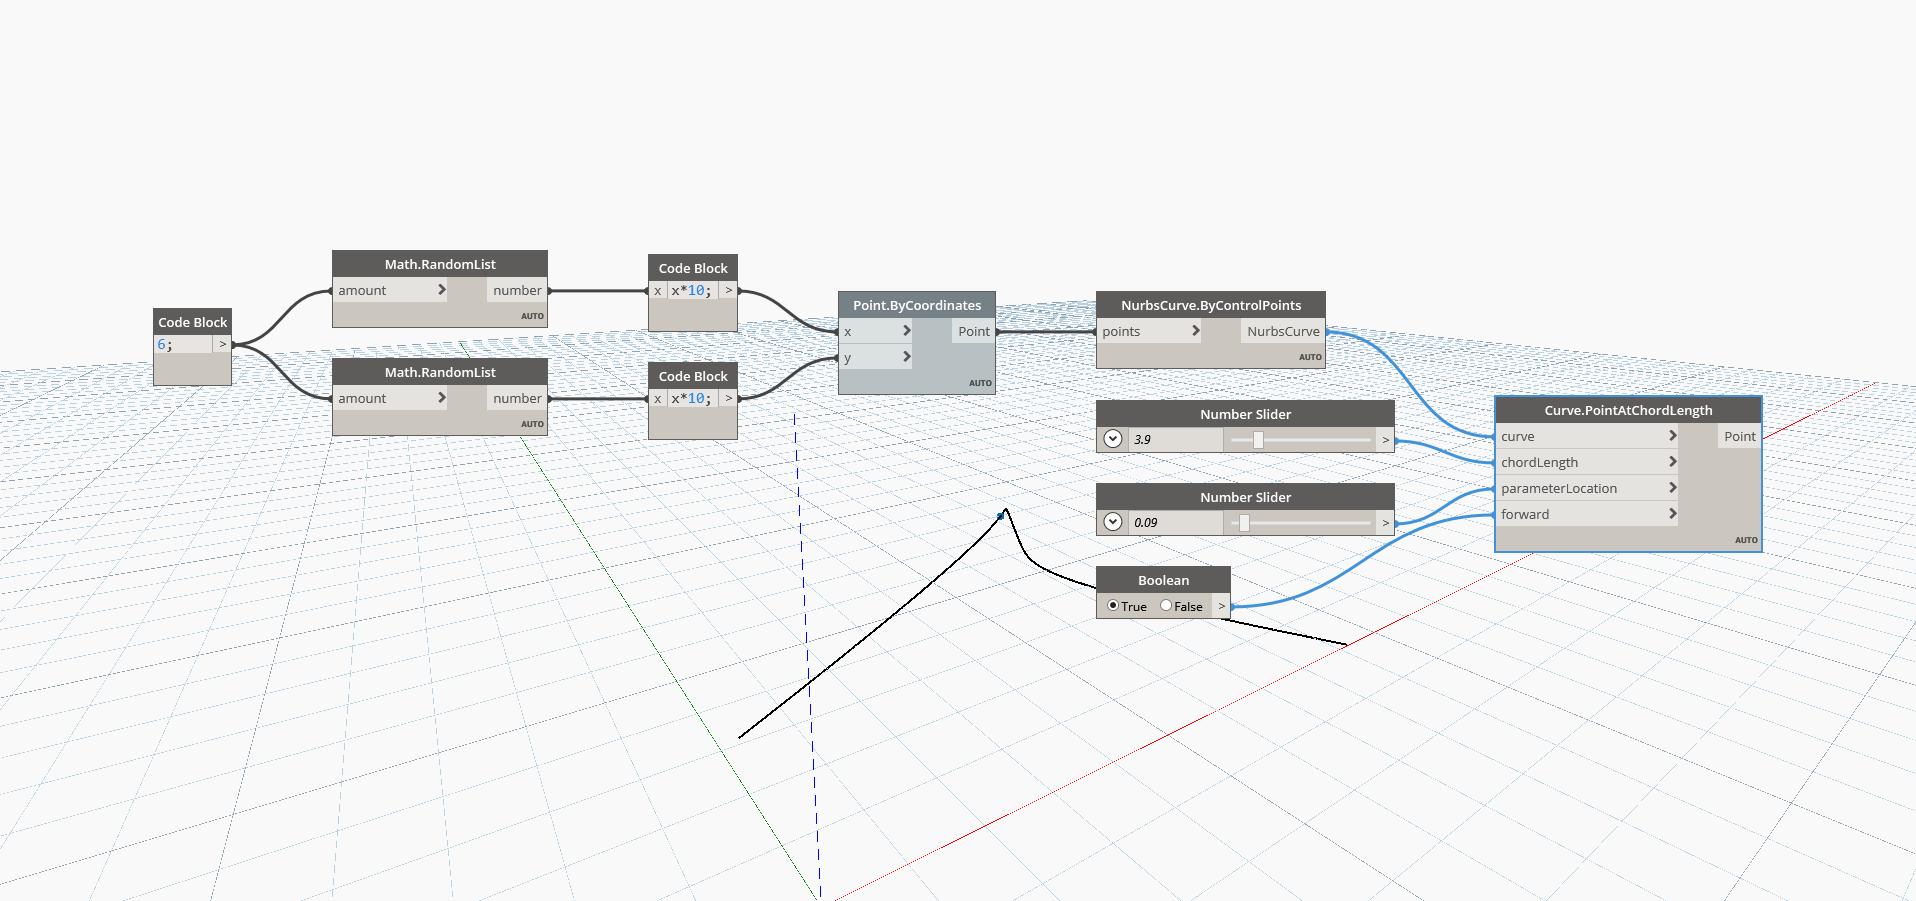 Code Block
6; >
Math.RandomList
amount > number
AUTO
Math.RandomList
amount > number
AUTO
Code Block
x x*10; >
Code Block
x x*10; >
Point.ByCoordinates
x > Point
y >
AUTO
NurbsCurve.ByControlPoints
points > NurbsCurve
AUTO
Number Slider
3.9 >
Number Slider
0.09 >
Boolean
True False >
Curve.PointAtChordLength
curve > Point
chordLength >
parameterLocation >
forward >
AUTO